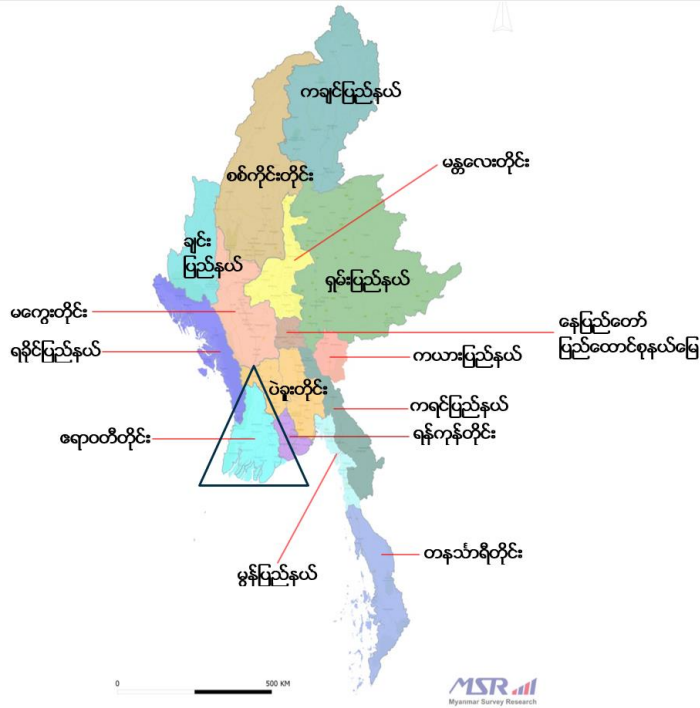 ကချင်ပြည်နယ်
မန္တလေးတိုင်း
စစ်ကိုင်းတိုင်း
ချင်း
ပြည်နယ်
ရှမ်းပြည်နယ်
မကွေးတိုင်း
နေပြည်တော်
ပြည်ထောင်စုနယ်မြေ
ရခိုင်ပြည်နယ်
ကယားပြည်နယ်
ပဲခူးတိုင်း
ကရင်ပြည်နယ်
ဧရာဝတီတိုင်း
ရန်ကုန်တိုင်း
တနင်္သာရီတိုင်း
မွန်ပြည်နယ်
0 500 KM
MSR
Myanmar Survey Research